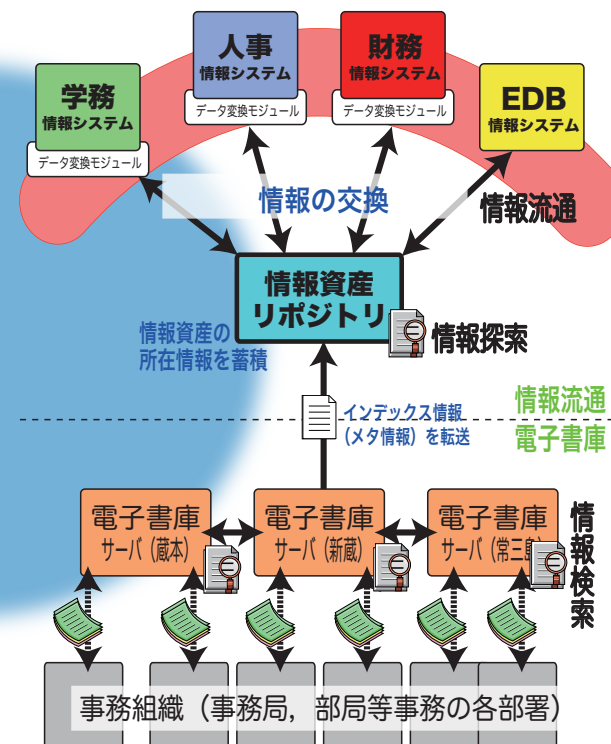 人事
情報システム
財務
情報システム
学務
情報システム
EDB
情報システム
データ変換モジュール
データ変換モジュール
データ変換モジュール
情報の交換
情報流通
情報資産
リポジトリ
情報探索
情報資産の
所在情報を蓄積
インデックス情報
(メタ情)を転送
情報流通
電子書庫
電子書庫
サーバ(蔵本)
電子書庫
サーバ(新蔵)
電子書庫
サーバ(常三島)
情報検索
事務組織(事務局,部局等事務の各部署)